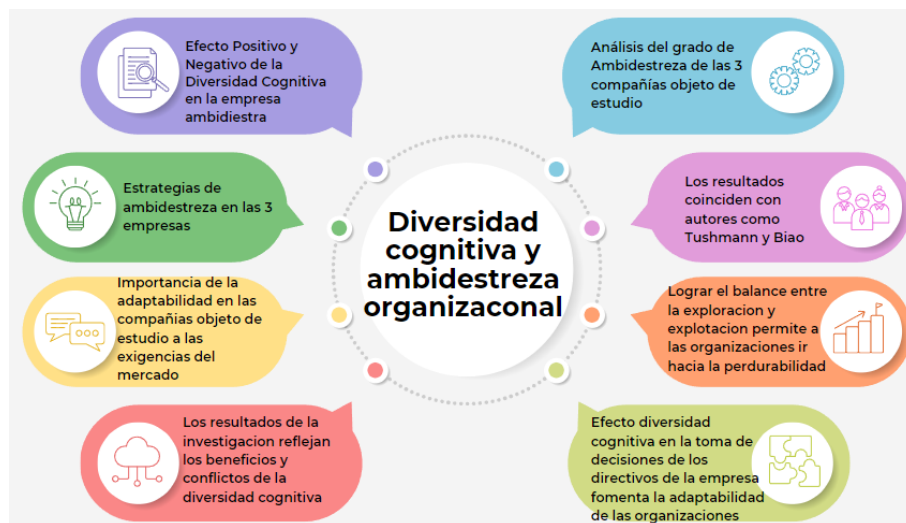 Efecto Positivo y
Negativo de la
Diversidad Cognitiva
en la empresa
ambidiestra
Análisis del grado de
Ambidestreza de las 3
compañías objeto de
estudio
Estrategias de
ambidestreza en las 3
empresas
Los resultados
coinciden con
autores como
Tushmann y Biao
Diversidad
cognitiva y
ambidestreza
organizaconal
Importancia de la
adaptabilidad en las
compañias objeto de
estudio a las
exigencias del
mercado
Lograr el balance entre
la exploracion y
explotacion permite a
las organizaciones ir
hacia la perdurabilidad
Los resultados de la
investigacion reflejan
los beneficios y
conflictos de la
diversidad cognitiva
Efecto diversidad
cognitiva en la toma de
decisiones de los
directivos de la empresa
fomenta la adaptabilidad
de las organizaciones